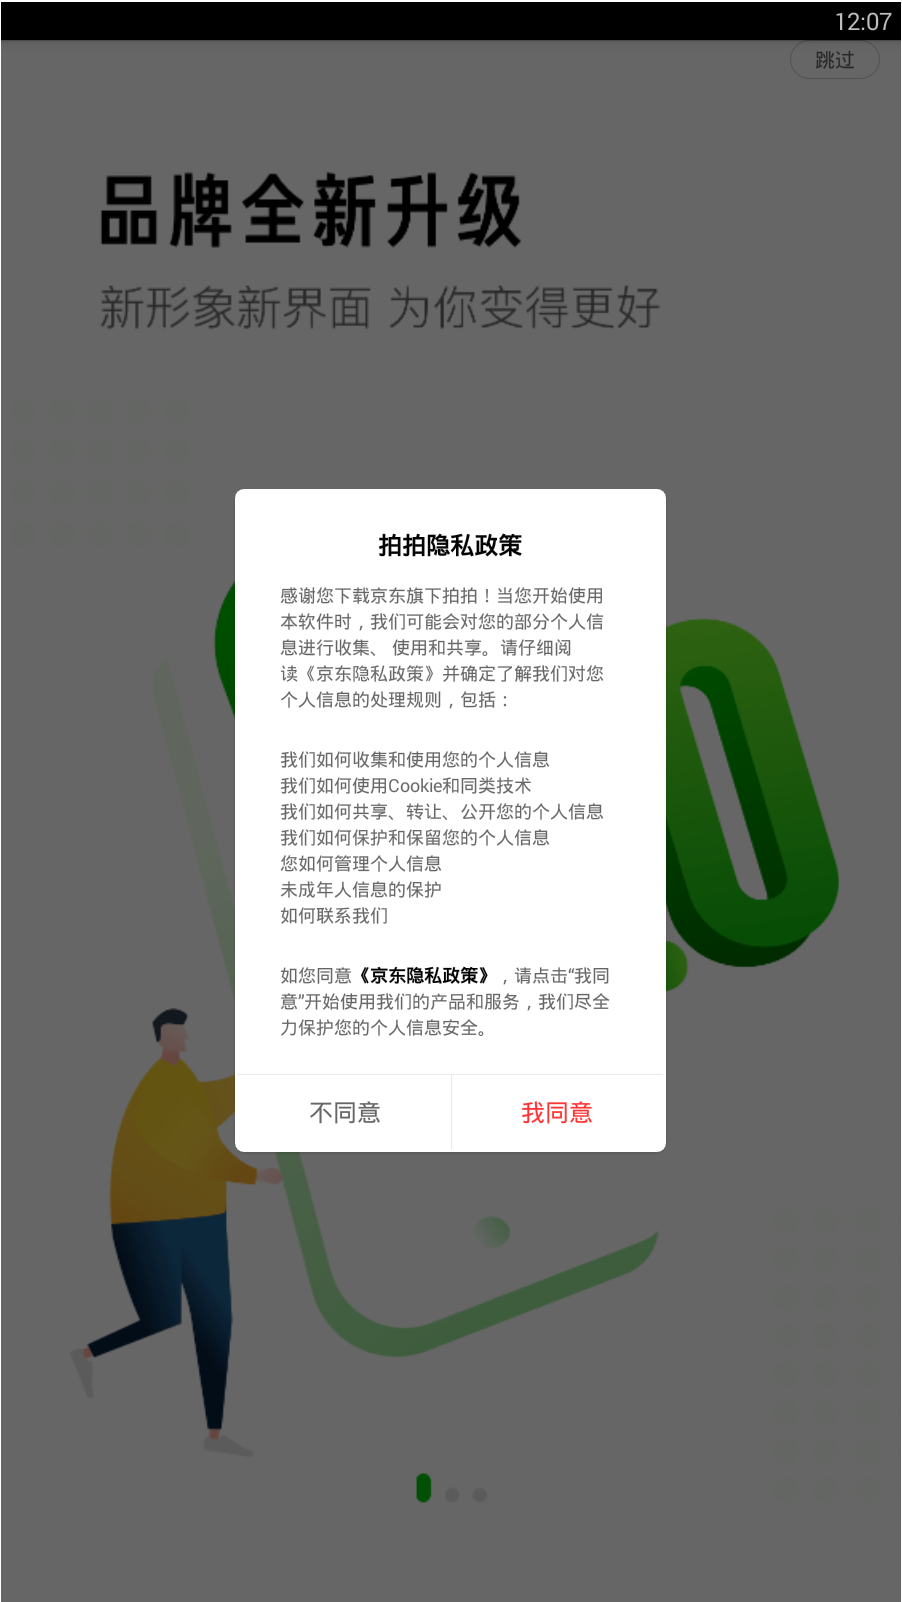 12:07
跳过
品牌全新升级
新形象新界面 为你变得更好
拍拍隐私政策
感谢您下载京东旗下拍拍！当您开始使用
本软件时，我们可能会对您的部分个人信
息进行收集、 使用和共享。请仔细阅
读《京东隐私政策》并确定了解我们对您
个人信息的处理规则，包括：
我们如何收集和使用您的个人信息
我们如何使用Cookie和同类技术
我们如何共享、转让、公开您的个人信息
我们如何保护和保留您的个人信息
您如何管理个人信息
未成年人信息的保护
如何联系我们
如您同意《京东隐私政策》，请点击“我同
意”开始使用我们的产品和服务，我们尽全
力保护您的个人信息安全。
不同意
我同意